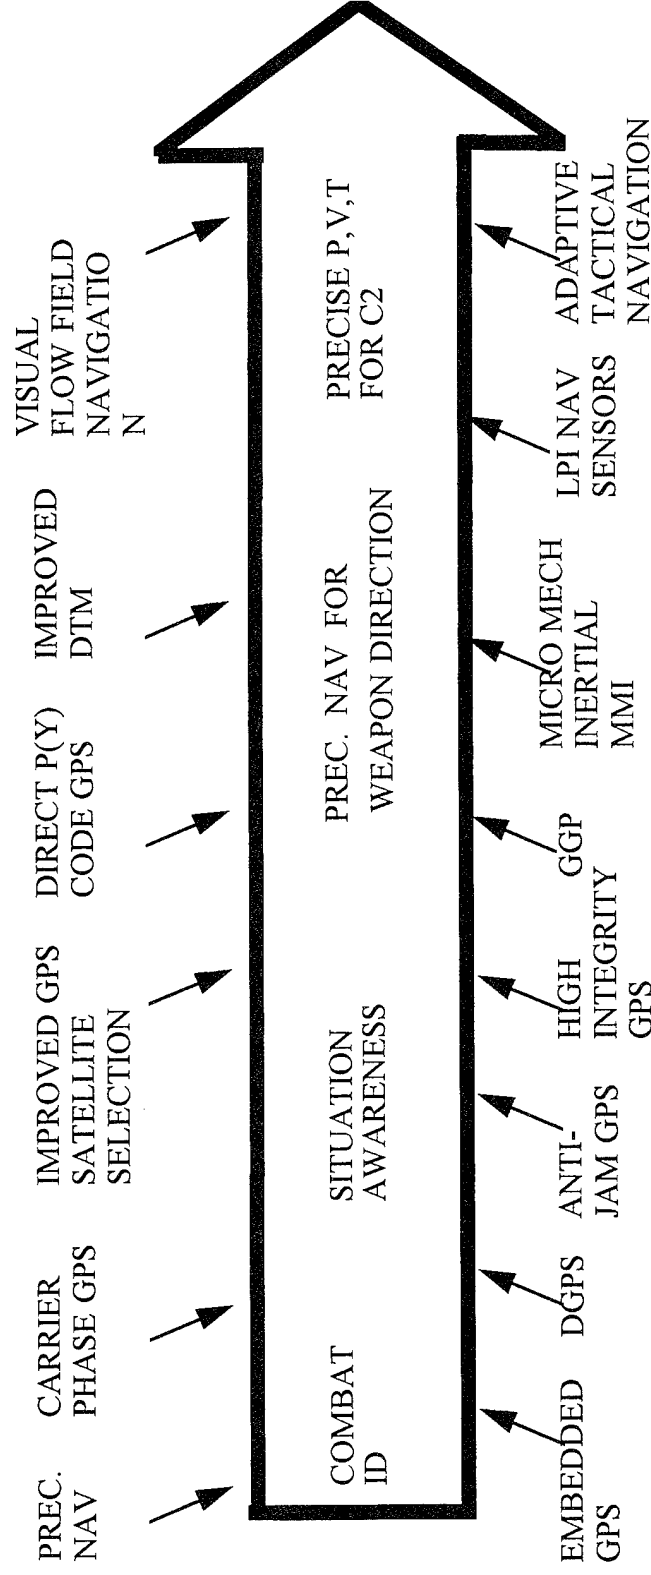 PREC.
NAV
CARRIER
PHASE GPS
IMPROVED GPS
SATELLITE
SELECTION
DIRECT P(Y)
CODE GPS
IMPROVED
DTM
VISUAL
FLOW FIELD
NAVIGATIO
N
COMBAT
ID
SITUATION
AWARENESS
PREC. NAV FOR
WEAPON DIRECTION
PRECISE P,V,T
FOR C2
EMBEDDED
GPS
DGPS
ANTI-
JAM GPS
HIGH
INTEGRITY
GPS
GGP
MICRO MECH
INERTIAL
MMI
LPI NAV
SENSORS
ADAPTIVE
TACTICAL
NAVIGATION